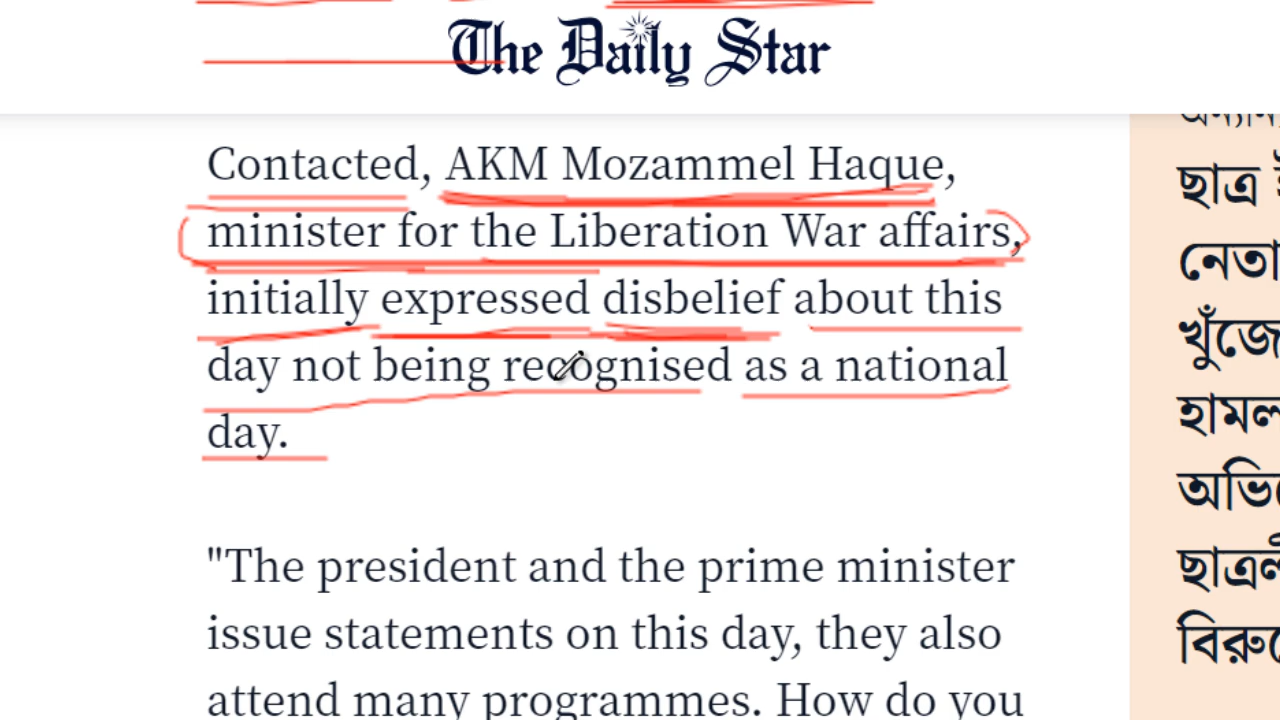 The Daily Star
Contacted, AKM Mozammel Haque,
minister for the Liberation War affairs,
initially expressed disbelief about this
day not being recognised as a national
day.
"The president and the prime minister
issue statements on this day, they also
attend many programmes. How do you
ছাত্র
নেতা
খুঁজে